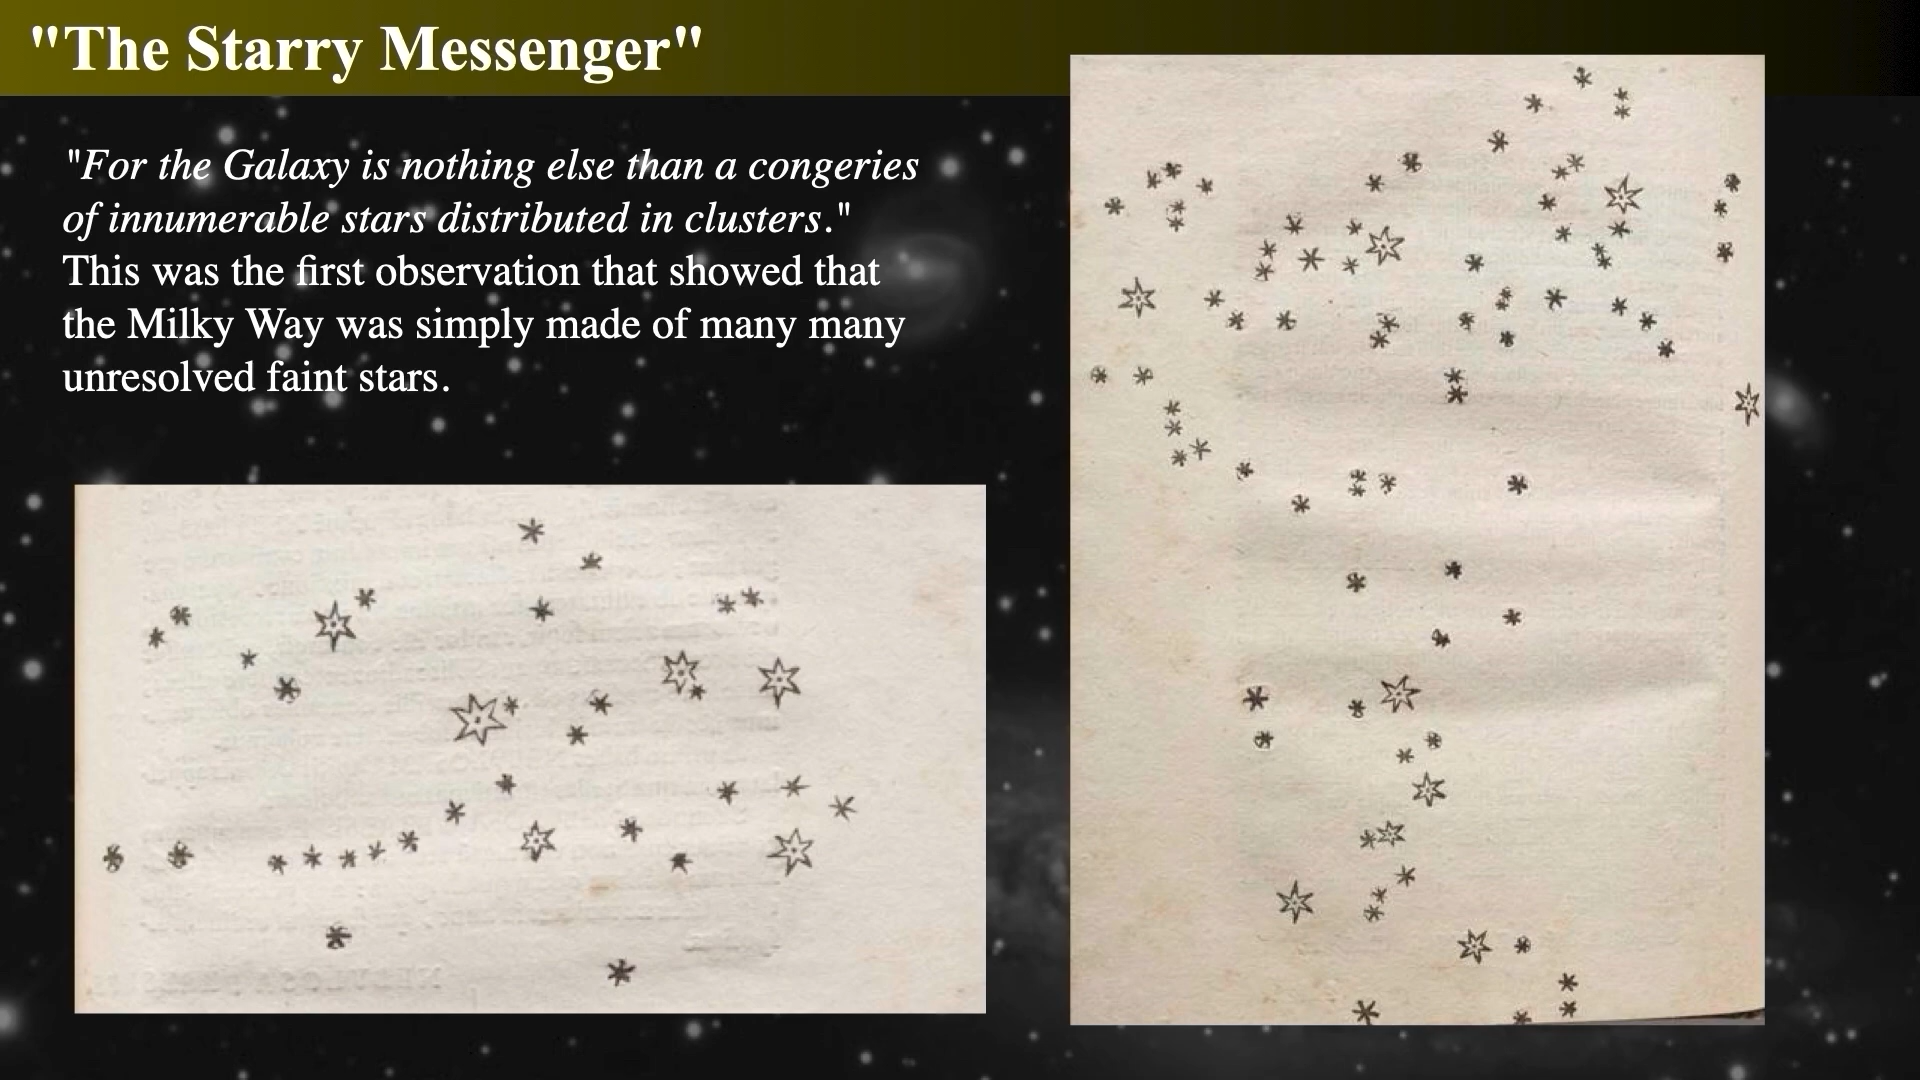 "The Starry Messenger"
"For the Galaxy is nothing else than a congeries
of innumerable stars distributed in clusters."
This was the first observation that showed that
the Milky Way was simply made of many many
unresolved faint stars.